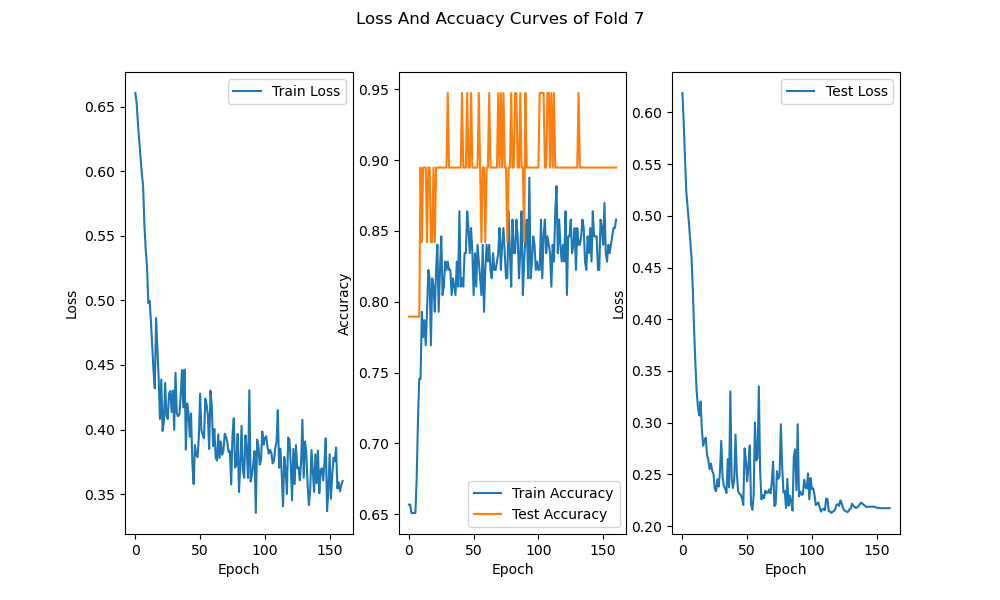 Loss And Accuacy Curves of Fold 7
Train Loss
Loss
0.65
0.60
0.55
0.50
0.45
0.40
0.35
0 50 100 150
Epoch
Accuracy
0.95
0.90
0.85
0.80
0.75
0.70
0.65
Train Accuracy
Test Accuracy
0 50 100 150
Epoch
Test Loss
Loss
0.60
0.55
0.50
0.45
0.40
0.35
0.30
0.25
0.20
0 50 100 150
Epoch